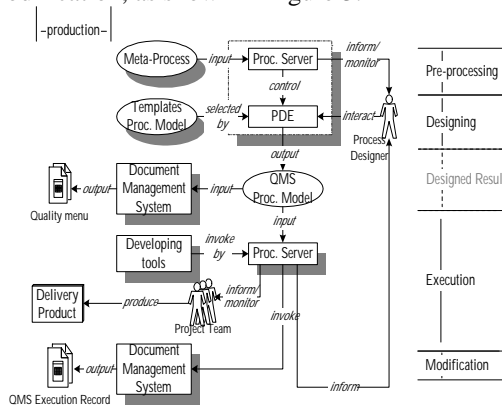 –production–
Meta-Process
input
Proc. Server
inform/
monitor
Pre-processing
control
Templates
Proc. Model
selected
by
PDE
interact
Process
Designer
Designing
output
Document
Management
System
output
Quality menu
input
QMS
Proc. Model
Designed Resul
input
Developing
tools
invoke
by
Proc. Server
Execution
inform/
monitor
Delivery
Product
produce
Project Team
invoke
Document
Management
System
output
QMS Execution Record
inform
Modification